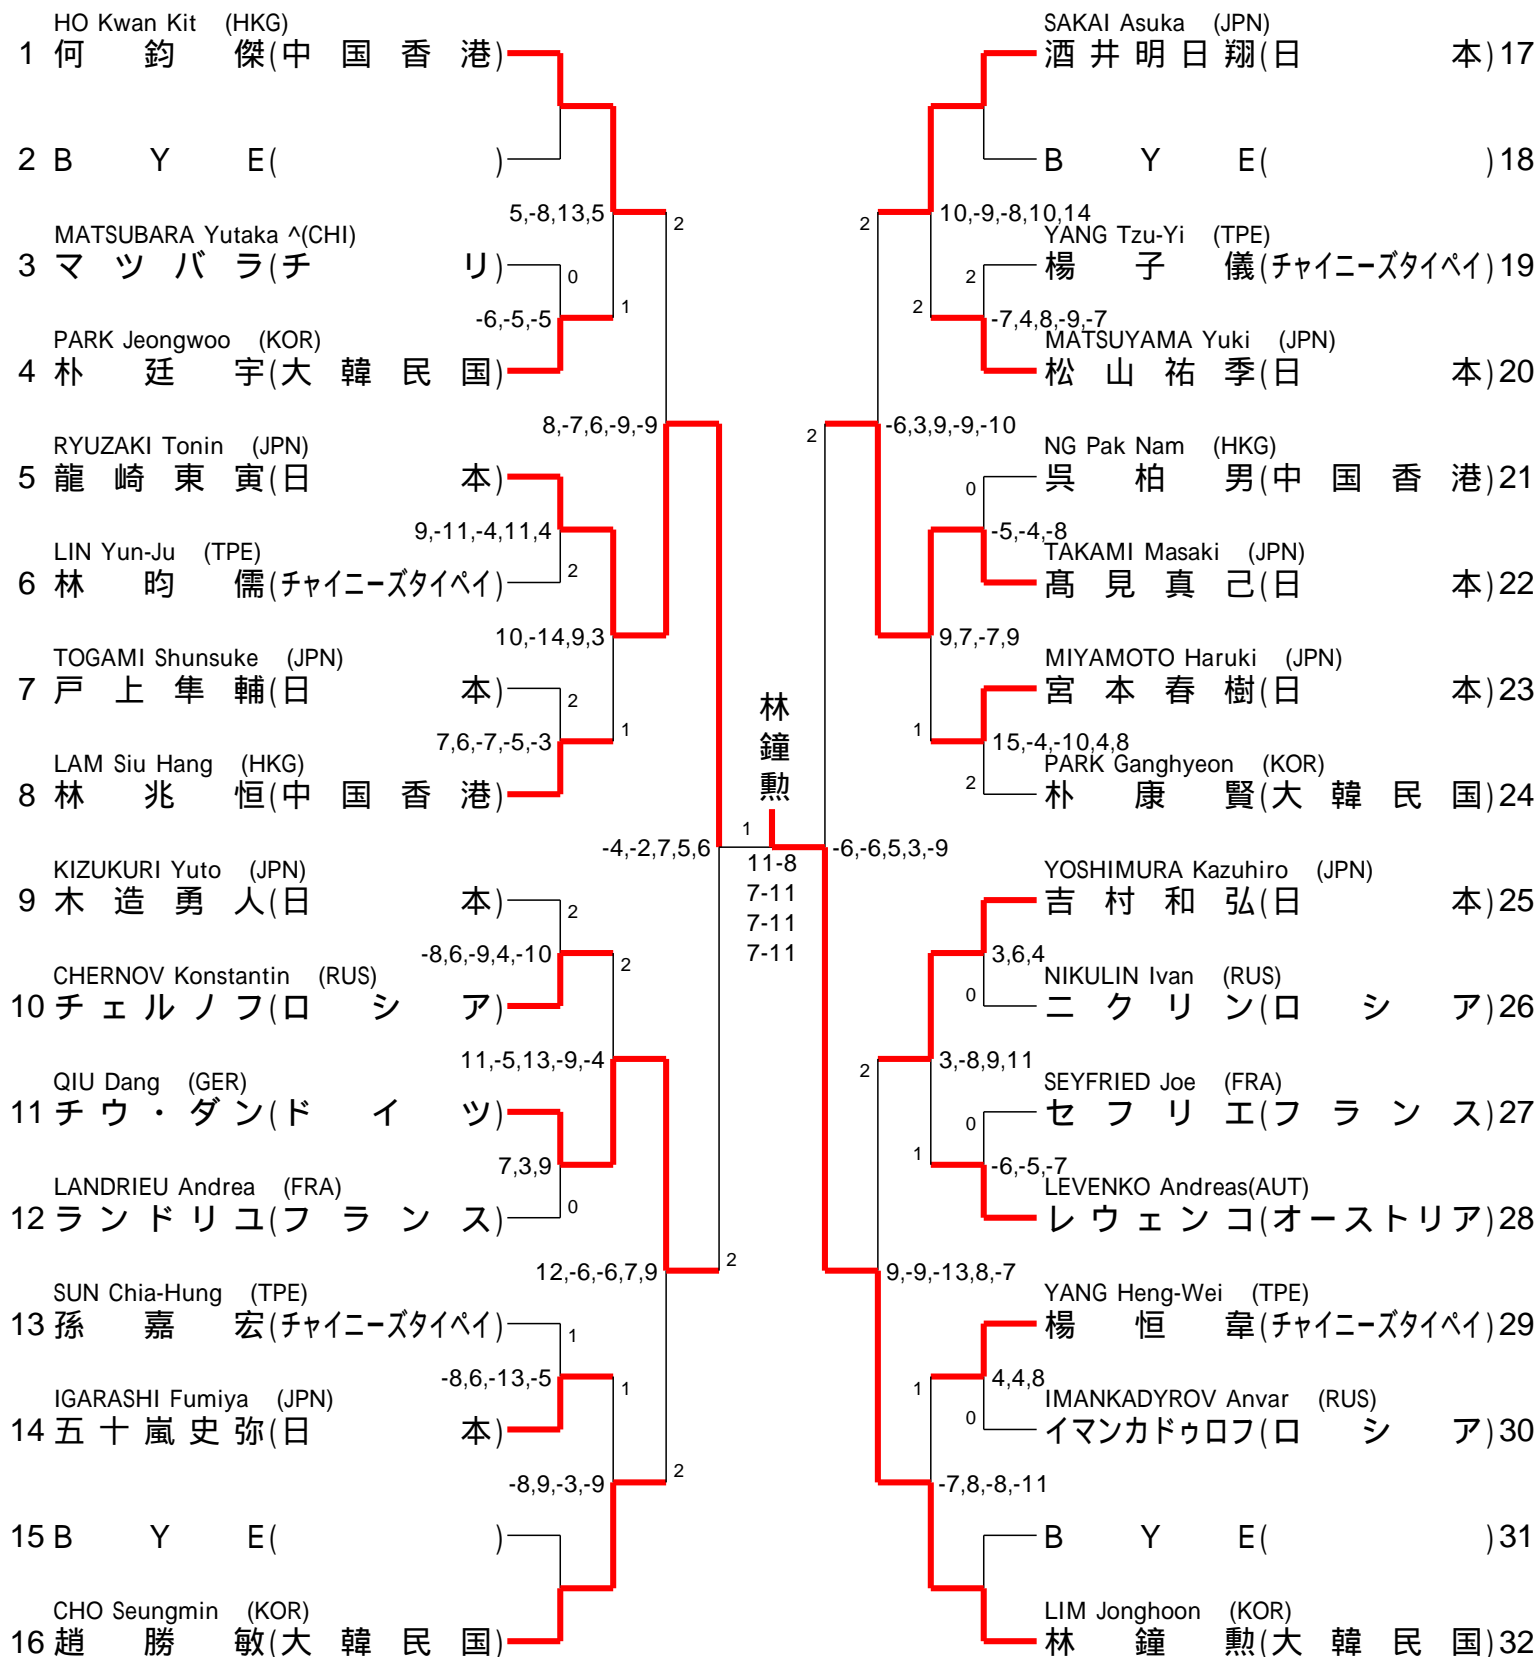 HO Kwan Kit (HKG)
1 何鈞傑(中国香港)
2 BYE( )
5,-8,13,5
2
MATSUBARA Yutaka ^(CHI)
3 マツバラ(チリ)
0
1
-6,-5,-5
PARK Jeongwoo (KOR)
4 朴廷宇(大韓民国)
8,-7,6,-9,-9
RYUZAKI Tonin (JPN)
5 龍崎東寅(日本)
9,-11,-4,11,4
LIN Yun-Ju (TPE)
6 林昀儒(チャイニーズタイペイ)
2
10,-14,9,3
TOGAMI Shunsuke (JPN)
7 戸上隼輔(日本)
2
1
7,6,-7,-5,-3
LAM Siu Hang (HKG)
8 林兆恒(中国香港)
-4,-2,7,5,6
KIZUKURI Yuto (JPN)
9 木造勇人(日本)
2
-8,6,-9,4,-10
2
CHERNOV Konstantin (RUS)
10 チェルノフ(ロシア)
11,-5,13,-9,-4
QIU Dang (GER)
11 チウ・ダン(ドイツ)
7,3,9
LANDRIEU Andrea (FRA)
12 ランドリユ(フランス)
0
12,-6,-6,7,9
2
SUN Chia-Hung (TPE)
13 孫嘉宏(チャイニーズタイペイ)
1
-8,6,-13,-5
1
IGARASHI Fumiya (JPN)
14 五十嵐史弥(日本)
-8,9,-3,-9
2
15 BYE( )
CHO Seungmin (KOR)
16 趙勝敏(大韓民国)
林鐘勲
1
11-8
7-11
7-11
7-11
SAKAI Asuka (JPN)
酒井明日翔(日本) 17
BYE( ) 18
2
10,-9,-8,10,14
YANG Tzu-Yi (TPE)
楊子儀(チャイニーズタイペイ) 19
2
2
-7,4,8,-9,-7
MATSUYAMA Yuki (JPN)
松山祐季(日本) 20
2
-6,3,9,-9,-10
NG Pak Nam (HKG)
呉柏男(中国香港) 21
0
-5,-4,-8
TAKAMI Masaki (JPN)
髙見真己(日本) 22
9,7,-7,9
MIYAMOTO Haruki (JPN)
宮本春樹(日本) 23
1
15,-4,-10,4,8
PARK Ganghyeon (KOR)
2
朴康賢(大韓民国) 24
-6,-6,5,3,-9
YOSHIMURA Kazuhiro (JPN)
吉村和弘(日本) 25
3,6,4
NIKULIN Ivan (RUS)
0
ニクリン(ロシア) 26
2
3,-8,9,11
SEYFRIED Joe (FRA)
セフリエ(フランス) 27
0
1
-6,-5,-7
LEVENKO Andreas(AUT)
レウェンコ(オーストリア) 28
9,-9,-13,8,-7
YANG Heng-Wei (TPE)
楊恒韋(チャイニーズタイペイ) 29
1
4,4,8
IMANKADYROV Anvar (RUS)
0
イマンカドゥロフ(ロシア) 30
-7,8,-8,-11
BYE( ) 31
LIM Jonghoon (KOR)
林鐘勲(大韓民国) 32